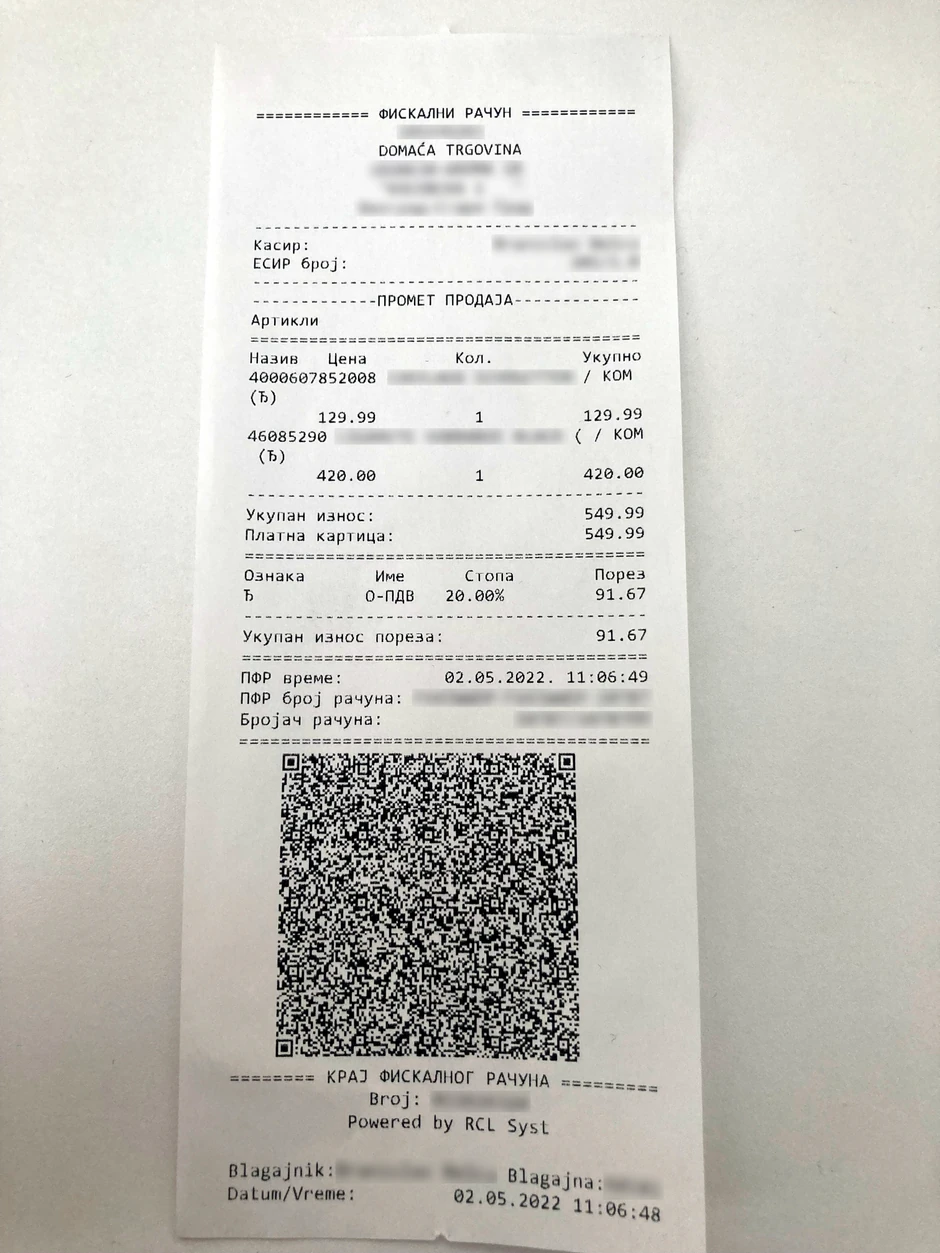 ============ ФИСКАЛНИ РАЧУН ============
DOMAĆA TRGOVINA
----------------------------------------
Касир:
ЕСИР број:
----------------------------------------
------------ПРОМЕТ ПРОДАЈА------------
Артикли
========================================
Назив Цена Кол. Укупно
4000607852008 / КОМ
(Ђ)
129.99 1 129.99
46085290 ( / КОМ
(Ђ)
420.00 1 420.00
----------------------------------------
Укупан износ: 549.99
Платна картица: 549.99
========================================
Ознака Име Стопа Порез
Ђ О-ПДВ 20.00% 91.67
----------------------------------------
Укупан износ пореза: 91.67
========================================
ПФР време: 02.05.2022. 11:06:49
ПФР број рачуна:
Бројач рачуна:
========================================
======== КРАЈ ФИСКАЛНОГ РАЧУНА =========
Broj:
Powered by RCL Syst
Blagajnik: Blagajna:
Datum/Vreme: 02.05.2022 11:06:48